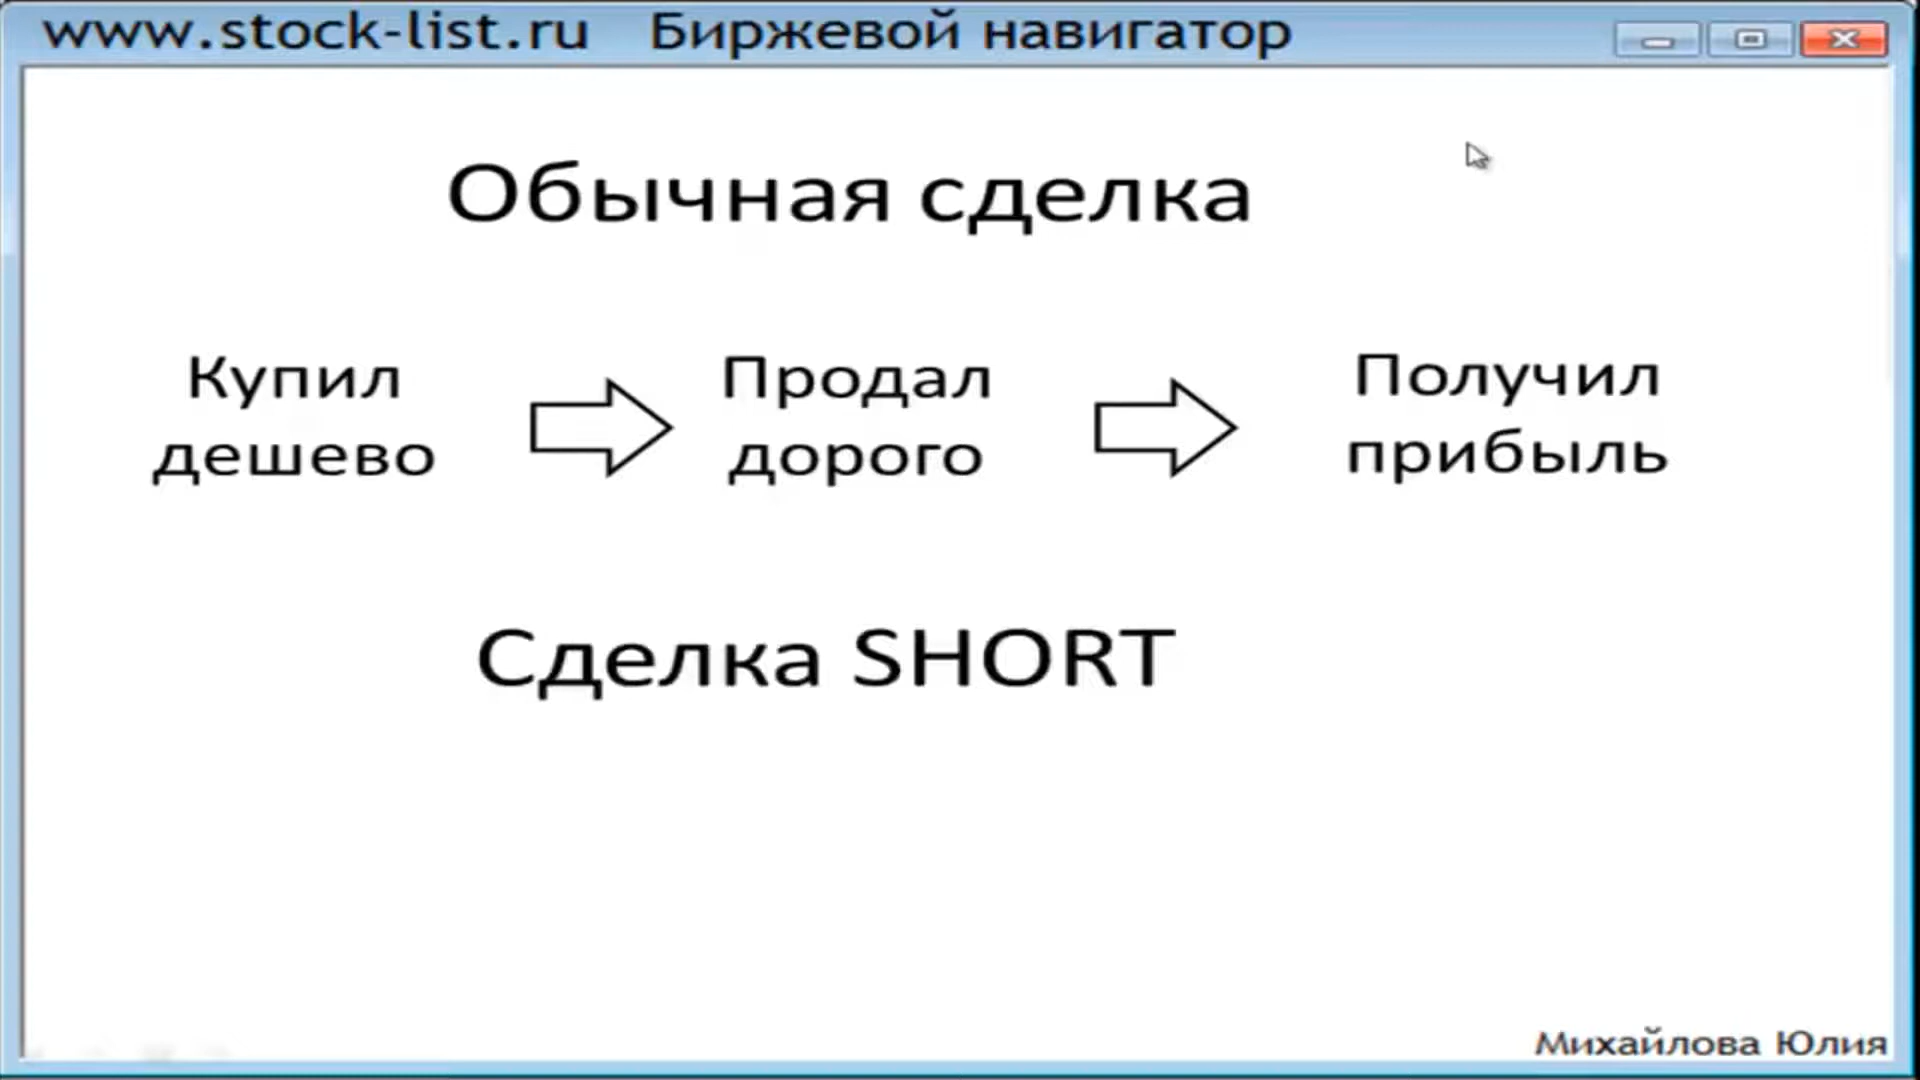 www.stock-list.ru Биржевой навигатор
Обычная сделка
Купил дешево
Продал дорого
Получил прибыль
Сделка SHORT
Михайлова Юлия